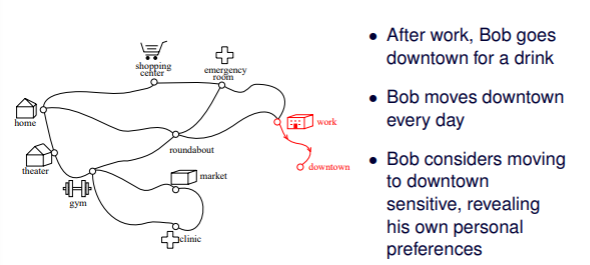 shopping
center
emergency
room
home
work
roundabout
downtown
theater
market
gym
clinic
• After work, Bob goes
downtown for a drink
• Bob moves downtown
every day
• Bob considers moving
to downtown
sensitive, revealing
his own personal
preferences